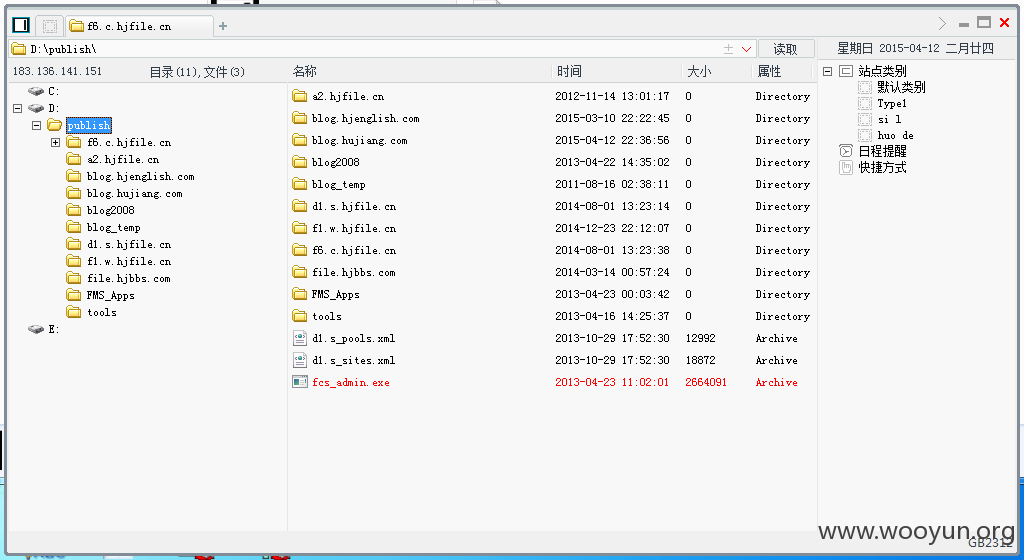 f6.c.hjfile.cn
D:\publish\
读取
星期日 2015-04-12 二月廿四
183.136.141.151 目录(11),文件(3)
名称 时间 大小 属性
C:
D:
publish
f6.c.hjfile.cn
a2.hjfile.cn
blog.hjenglish.com
blog.hujiang.com
blog2008
blog_temp
d1.s.hjfile.cn
f1.w.hjfile.cn
file.hjbbs.com
FMS_Apps
tools
E:
a2.hjfile.cn 2012-11-14 13:01:17 0 Directory
blog.hjenglish.com 2015-03-10 22:22:45 0 Directory
blog.hujiang.com 2015-04-12 22:36:56 0 Directory
blog2008 2013-04-22 14:35:02 0 Directory
blog_temp 2011-08-16 02:38:11 0 Directory
d1.s.hjfile.cn 2014-08-01 13:23:14 0 Directory
f1.w.hjfile.cn 2014-12-23 22:12:07 0 Directory
f6.c.hjfile.cn 2014-08-01 13:23:38 0 Directory
file.hjbbs.com 2014-03-14 00:57:24 0 Directory
FMS_Apps 2013-04-23 00:03:42 0 Directory
tools 2013-04-16 14:25:37 0 Directory
d1.s_pools.xml 2013-10-29 17:52:30 12992 Archive
d1.s_sites.xml 2013-10-29 17:52:30 18872 Archive
fcs_admin.exe 2013-04-23 11:02:01 2664091 Archive
站点类别
默认类别
Type1
si l
huo de
日程提醒
快捷方式
www.wooyun.org
GB2312